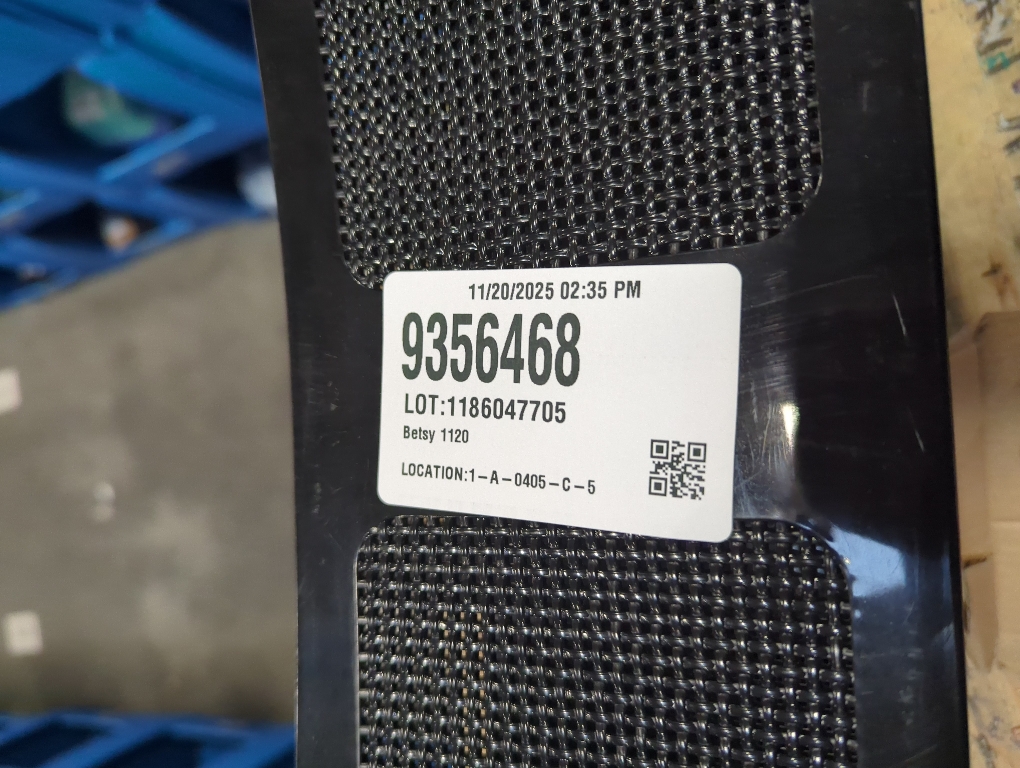 11/20/2025 02:35 PM
9356468
LOT:1186047705
Betsy 1120
LOCATION:1-A-0405-C-5